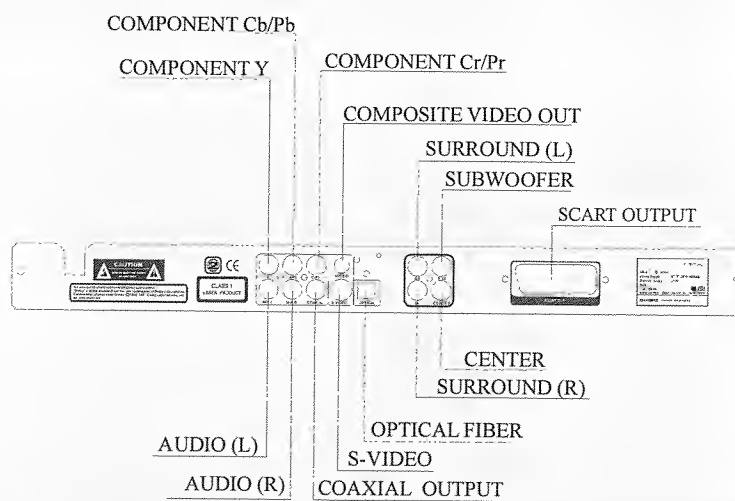 COMPONENT Cb/Pb
COMPONENT Y
COMPONENT Cr/Pr
COMPOSITE VIDEO OUT
SURROUND (L)
SUBWOOFER
SCART OUTPUT
CAUTION
CLASS 1
LASER PRODUCT
CENTER
SURROUND (R)
OPTICAL FIBER
AUDIO (L)
S-VIDEO
AUDIO (R)
COAXIAL OUTPUT